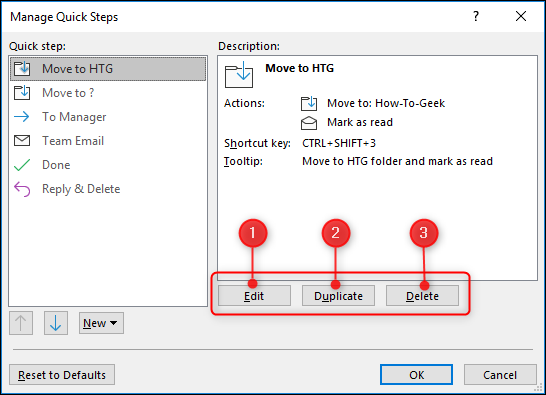 Manage Quick Steps ? ×
Quick step:
Move to HTG
Move to ?
To Manager
Team Email
Done
Reply & Delete
New
Description:
Move to HTG
Actions: Move to: How-To-Geek
Mark as read
Shortcut key: CTRL+SHIFT+3
Tooltip: Move to HTG folder and mark as read
1 2 3
Edit Duplicate Delete
Reset to Defaults OK Cancel